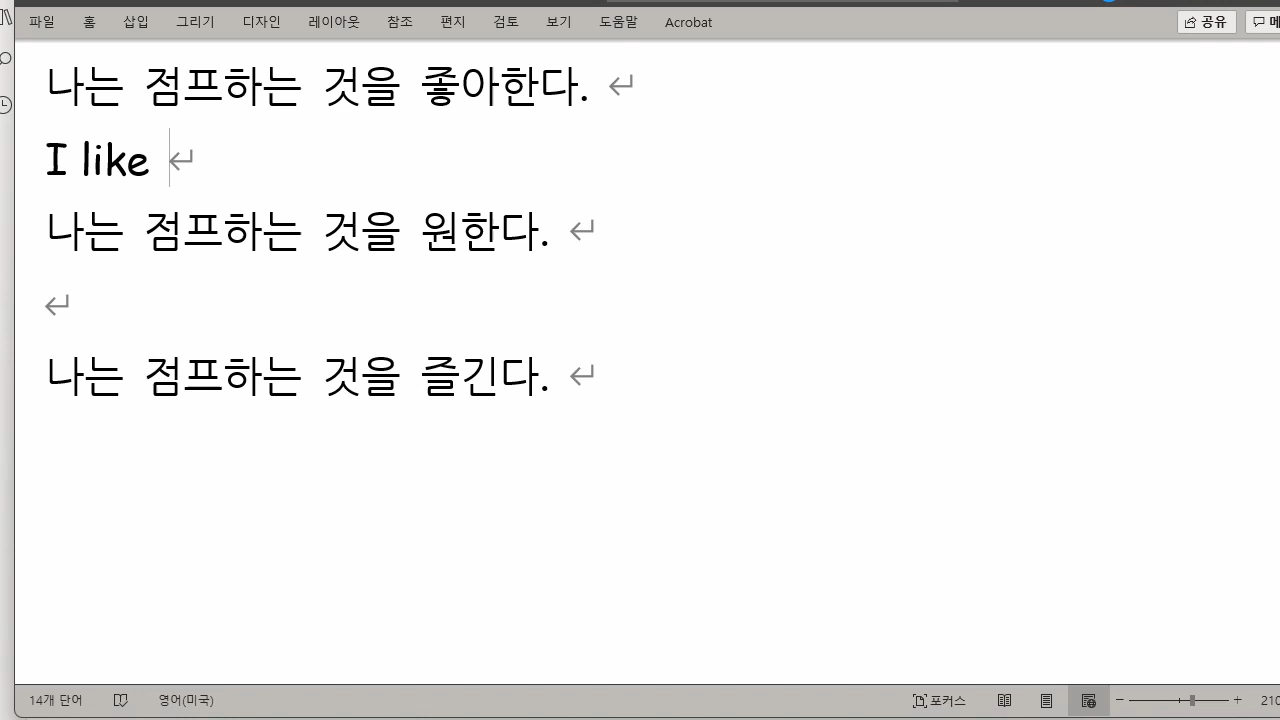 파일 홈 삽입 그리기 디자인 레이아웃 참조 편지 검토 보기 도움말 Acrobat 공유
나는 점프하는 것을 좋아한다.
I like
나는 점프하는 것을 원한다.
나는 점프하는 것을 즐긴다.
14개 단어 영어(미국) 포커스